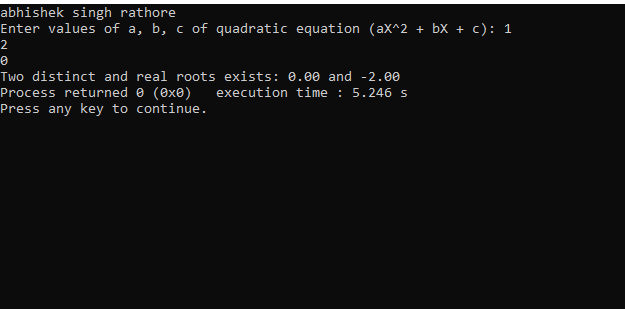 abhishek singh rathore
Enter values of a, b, c of quadratic equation (aX^2 + bX + c): 1
2
0
Two distinct and real roots exists: 0.00 and -2.00
Process returned 0 (0x0)   execution time : 5.246 s
Press any key to continue.